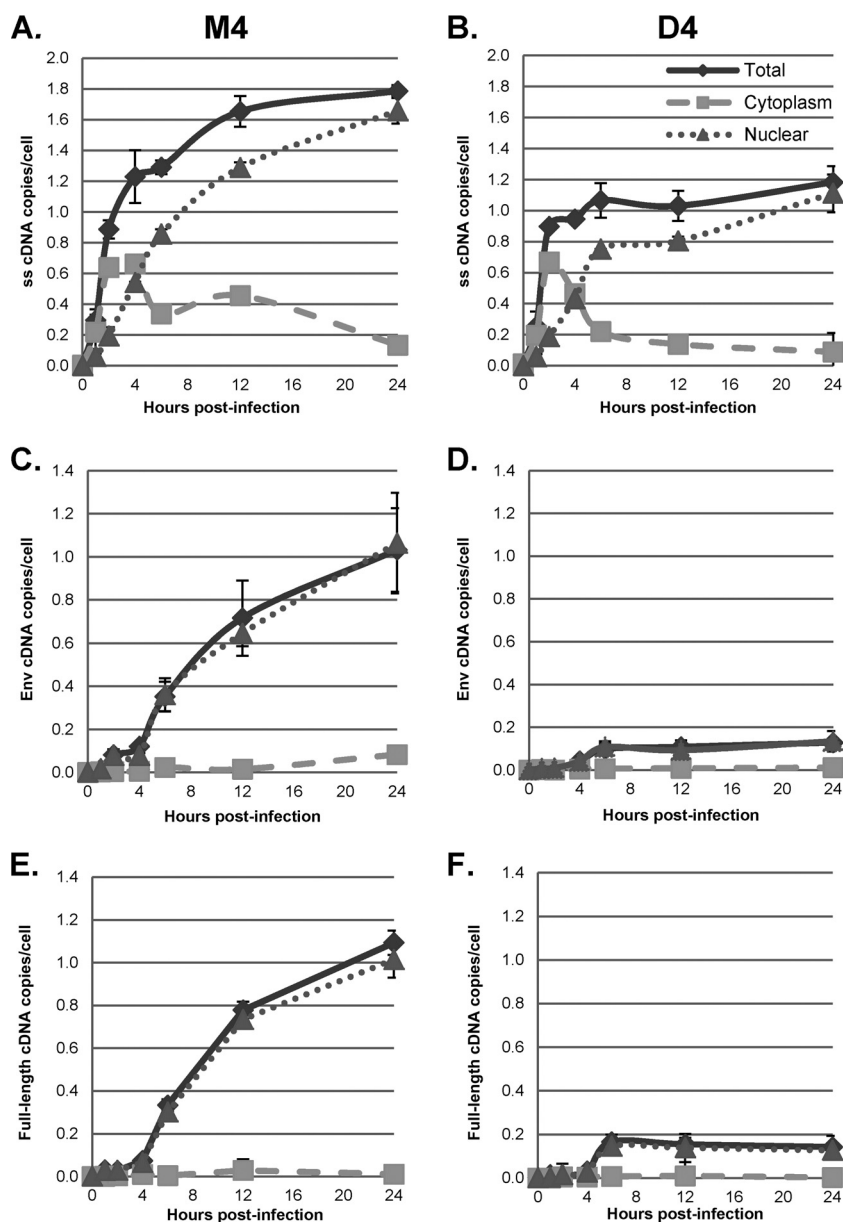 M4
D4
A.
ss cDNA copies/cell
2.0
1.8
1.6
1.4
1.2
1.0
0.8
0.6
0.4
0.2
0.0
0 4 8 12 16 20 24
Hours post-infection
B.
ss cDNA copies/cell
2.0
1.8
1.6
1.4
1.2
1.0
0.8
0.6
0.4
0.2
0.0
Total
Cytoplasm
Nuclear
0 4 8 12 16 20 24
Hours post-infection
C.
Env cDNA copies/cell
1.4
1.2
1.0
0.8
0.6
0.4
0.2
0.0
0 4 8 12 16 20 24
Hours post-infection
D.
Env cDNA copies/cell
1.4
1.2
1.0
0.8
0.6
0.4
0.2
0.0
0 4 8 12 16 20 24
Hours post-infection
E.
Full-length cDNA copies/cell
1.4
1.2
1.0
0.8
0.6
0.4
0.2
0.0
0 4 8 12 16 20 24
Hours post-infection
F.
Full-length cDNA copies/cell
1.4
1.2
1.0
0.8
0.6
0.4
0.2
0.0
0 4 8 12 16 20 24
Hours post-infection